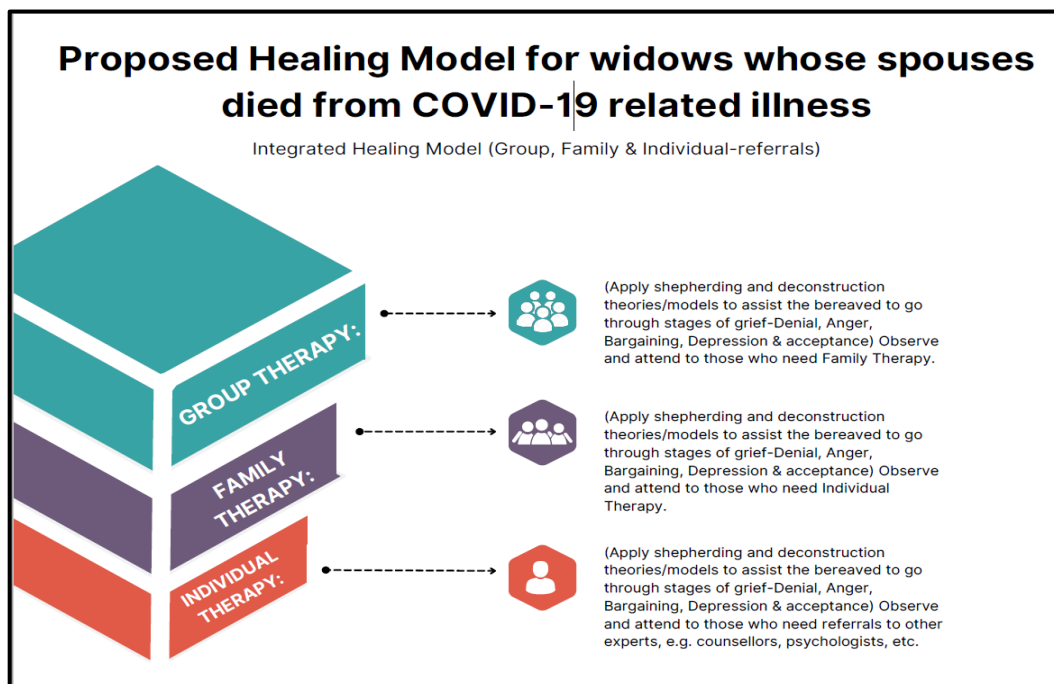 Proposed Healing Model for widows whose spouses
died from COVID-19 related illness
Integrated Healing Model (Group, Family & Individual-referrals)
GROUP THERAPY:
(Apply shepherding and deconstruction
theories/models to assist the bereaved to go
through stages of grief-Denial, Anger,
Bargaining, Depression & acceptance) Observe
and attend to those who need Family Therapy.
FAMILY
THERAPY:
(Apply shepherding and deconstruction
theories/models to assist the bereaved to go
through stages of grief-Denial, Anger,
Bargaining, Depression & acceptance) Observe
and attend to those who need Individual
Therapy.
INDIVIDUAL
THERAPY:
(Apply shepherding and deconstruction
theories/models to assist the bereaved to go
through stages of grief-Denial, Anger,
Bargaining, Depression & acceptance) Observe
and attend to those who need referrals to other
experts, e.g. counsellors, psychologists, etc.